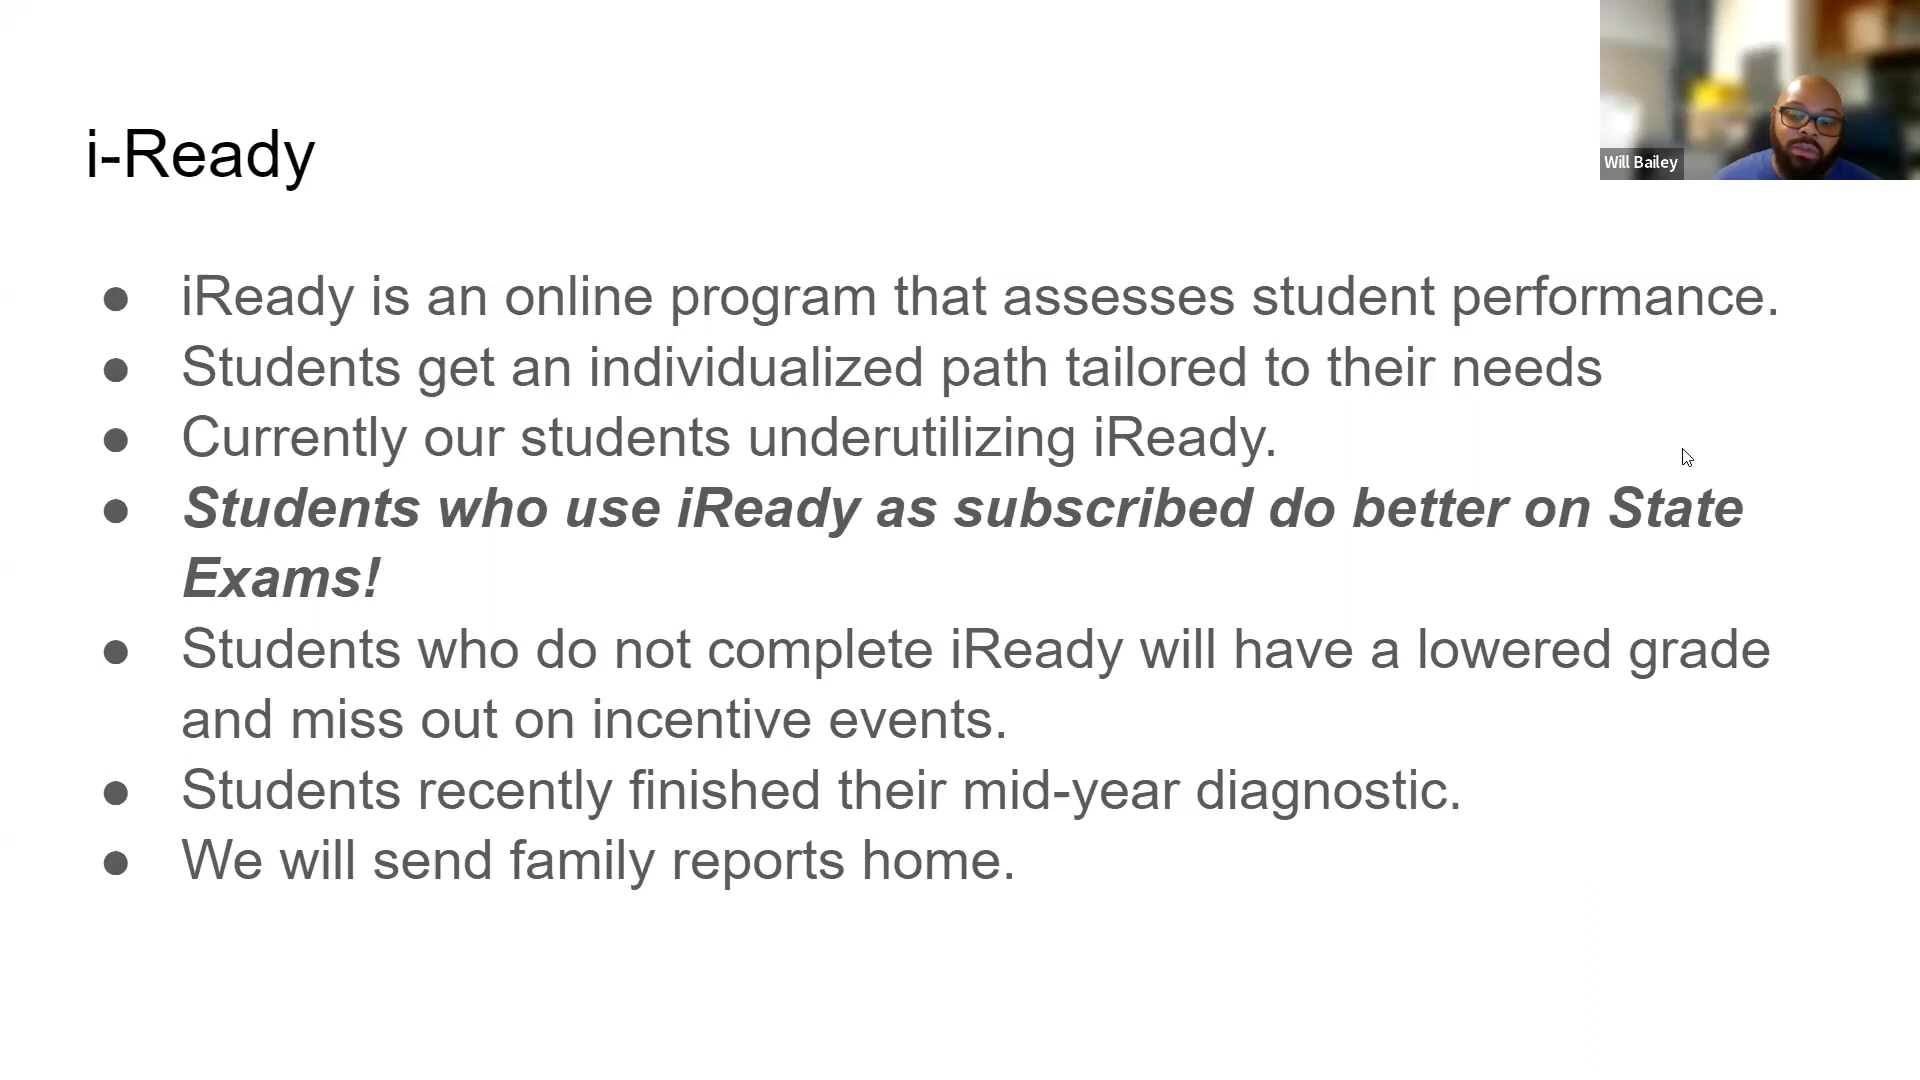 i-Ready
Will Bailey
● iReady is an online program that assesses student performance.
● Students get an individualized path tailored to their needs
● Currently our students underutilizing iReady.
● Students who use iReady as subscribed do better on State
Exams!
● Students who do not complete iReady will have a lowered grade
and miss out on incentive events.
● Students recently finished their mid-year diagnostic.
● We will send family reports home.